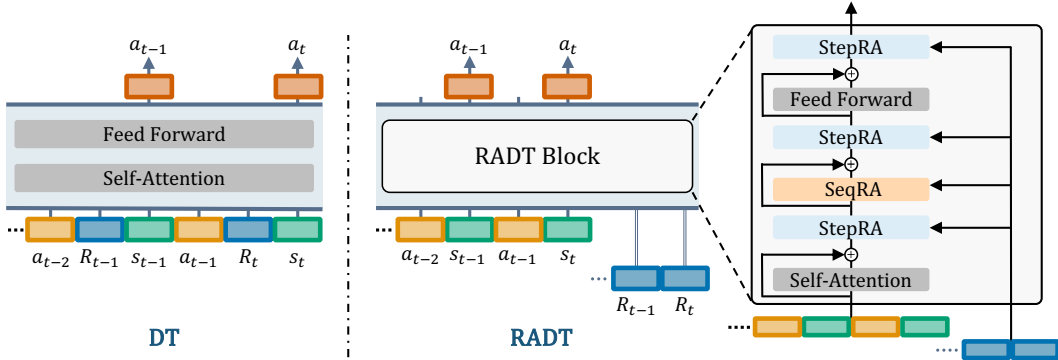 a_{t-1} a_t
Feed Forward
Self-Attention
a_{t-2} R_{t-1} s_{t-1} a_{t-1} R_t s_t
DT
a_{t-1} a_t
RADT Block
a_{t-2} s_{t-1} a_{t-1} s_t
R_{t-1} R_t
RADT
StepRA
Feed Forward
StepRA
SeqRA
StepRA
Self-Attention